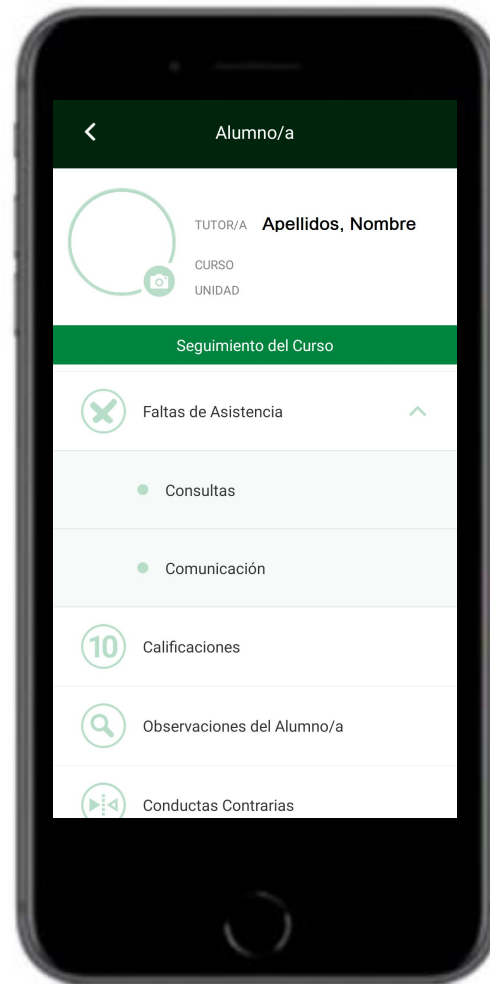 Alumno/a
TUTOR/A Apellidos, Nombre
CURSO
UNIDAD
Seguimiento del Curso
Faltas de Asistencia
Consultas
Comunicación
10 Calificaciones
Observaciones del Alumno/a
Conductas Contrarias